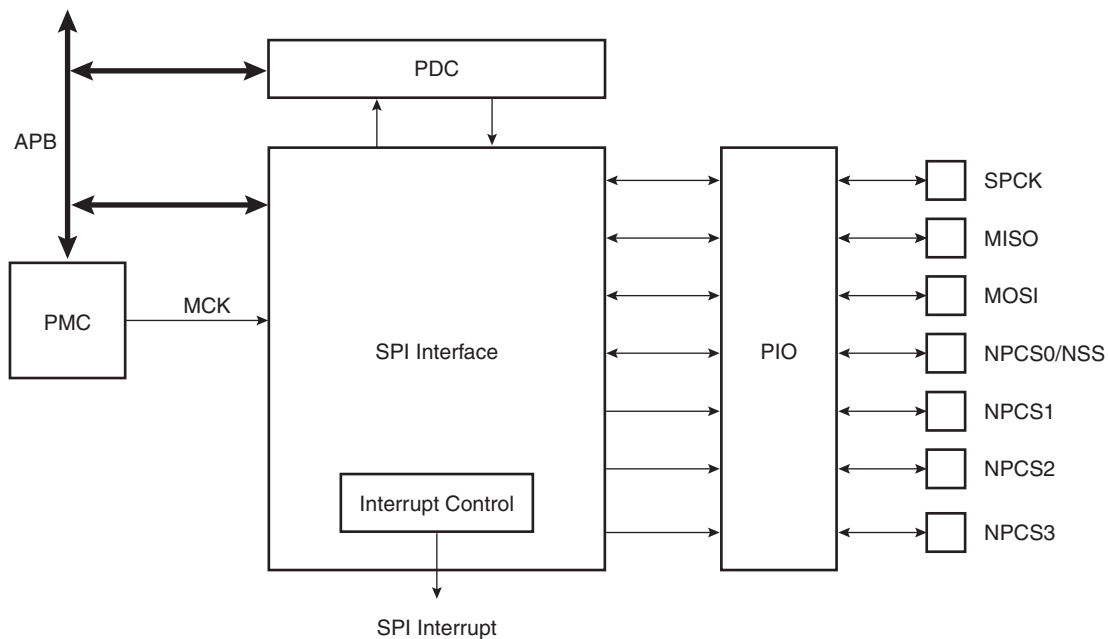 PDC
APB
SPCK
MISO
MCK
MOSI
PMC
SPI Interface
PIO
NPCS0/NSS
NPCS1
NPCS2
Interrupt Control
NPCS3
SPI Interrupt